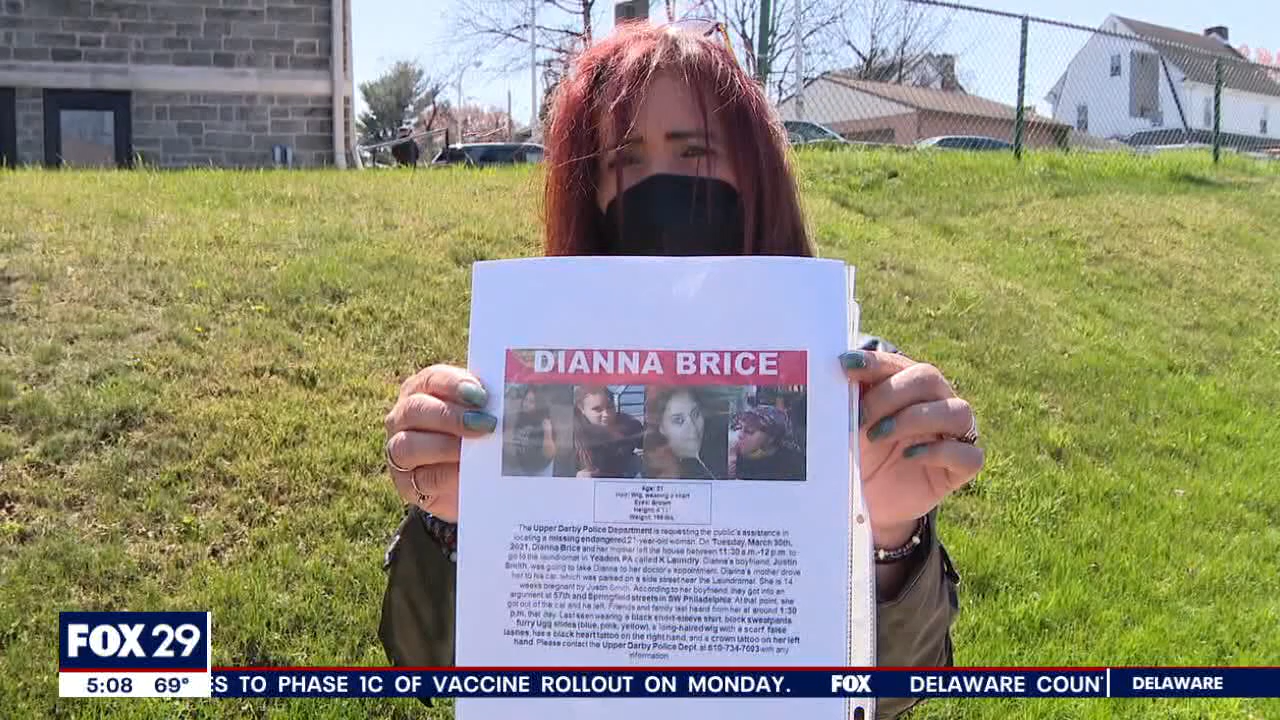 DIANNA BRICE
Age: 21
Hair: Wig, wearing a scarf
Eyes: Brown
Height: 4'11"
The Upper Darby Police Department is requesting the public's assistance in
locating a missing endangered 21-year-old woman. On Tuesday, March 30th,
2021, Dianna Brice and her mother left the house between 11:30 a.m.-12 p.m. to
go to the laundromat in Yeadon, PA called K Laundry. Dianna's boyfriend, Justin
Smith, was going to take Dianna to her doctor's appointment. Dianna's mother drove
her to his car, which was parked on a side street near the Laundromat. She is 14
weeks pregnant by Justin Smith. According to her boyfriend, they got into an
argument at 57th and Springfield streets in SW Philadelphia. At that point, she
got out of the car and he left. Friends and family last heard from her at around 1:30
p.m. that day. Last seen wearing a black short-sleeve shirt, black sweatpants,
furry Ugg slides (blue, pink, yellow), a long-haired wig with a scarf, false
lashes, has a black heart tattoo on the right hand, and a crown tattoo on her left
hand. Please contact the Upper Darby Police Dept. at 610-734-7693 with any
information
FOX 29
5:08 69°
ES TO PHASE 1C OF VACCINE ROLLOUT ON MONDAY. FOX DELAWARE COUN
DELAWARE